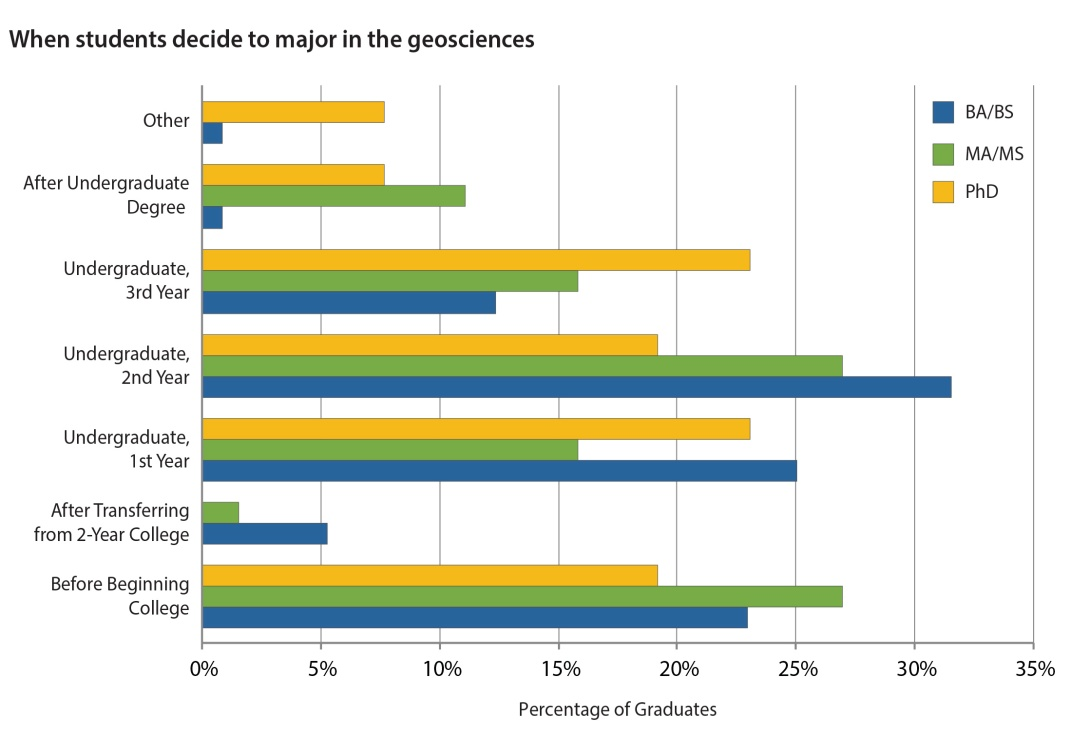 When students decide to major in the geosciences
BA/BS
MA/MS
PhD
Other
After Undergraduate
Degree
Undergraduate,
3rd Year
Undergraduate,
2nd Year
Undergraduate,
1st Year
After Transferring
from 2-Year College
Before Beginning
College
0%
5%
10%
15%
20%
25%
30%
35%
Percentage of Graduates